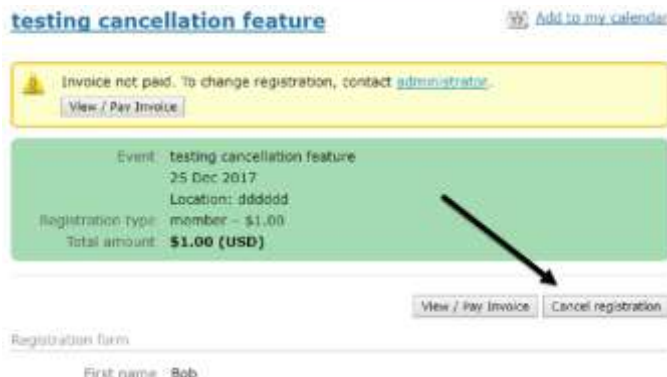 testing cancellation feature
Add to my calendar
Invoice not paid. To change registration, contact administrator.
View / Pay Invoice
Event testing cancellation feature
25 Dec 2017
Location: dddddd
Registration type member – $1.00
Total amount $1.00 (USD)
View / Pay Invoice Cancel registration
Registration form
First name Bob